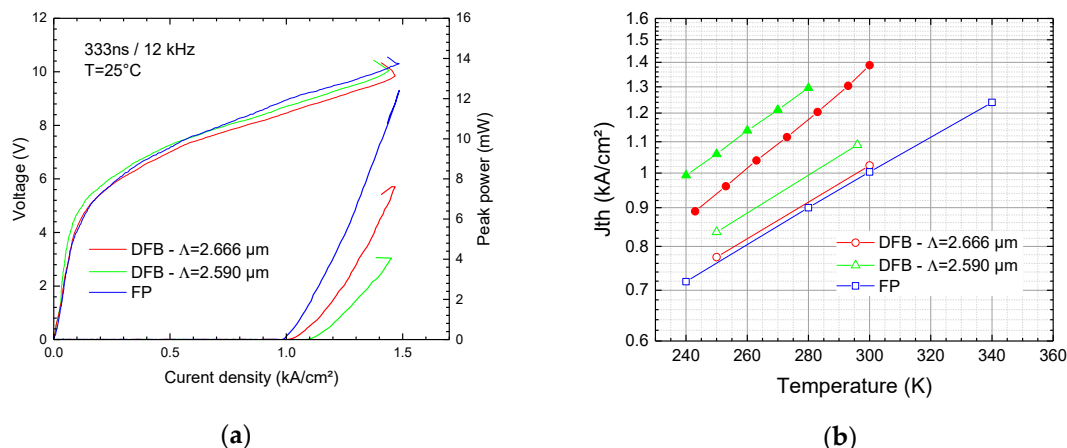 333ns / 12 kHz
T=25°C
12
10
8
6
4
2
0
Voltage (V)
16
14
12
10
8
6
4
2
0
Peak power (mW)
DFB - Λ=2.666 µm
DFB - Λ=2.590 µm
FP
0.0 0.5 1.0 1.5
Curent density (kA/cm²)
(a)
1.6
1.5
1.4
1.3
1.2
1.1
1
0.9
0.8
0.7
0.6
Jth (kA/cm²)
DFB - Λ=2.666 µm
DFB - Λ=2.590 µm
FP
240 260 280 300 320 340 360
Temperature (K)
(b)